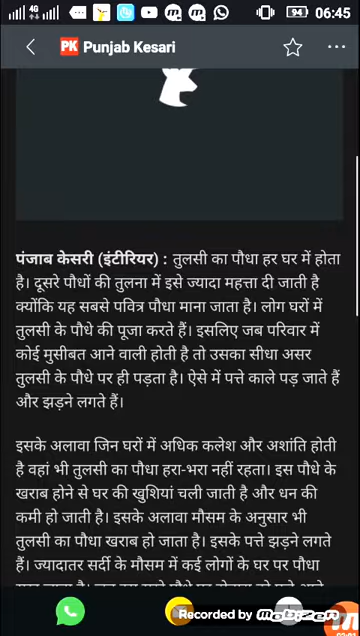 4G 94 06:45
PK Punjab Kesari
पंजाब केसरी (इंटीरियर) : तुलसी का पौधा हर घर में होता
है। दूसरे पौधों की तुलना में इसे ज्यादा महत्ता दी जाती है
क्योंकि यह सबसे पवित्र पौधा माना जाता है। लोग घरों में
तुलसी के पौधे की पूजा करते हैं। इसलिए जब परिवार में
कोई मुसीबत आने वाली होती है तो उसका सीधा असर
तुलसी के पौधे पर ही पड़ता है। ऐसे में पत्ते काले पड़ जाते हैं
और झड़ने लगते हैं।
इसके अलावा जिन घरों में अधिक कलेश और अशांति होती
है वहां भी तुलसी का पौधा हरा-भरा नहीं रहता। इस पौधे के
खराब होने से घर की खुशियां चली जाती है और धन की
कमी हो जाती है। इसके अलावा मौसम के अनुसार भी
तुलसी का पौधा खराब हो जाता है। इसके पत्ते झड़ने लगते
हैं। ज्यादातर सर्दी के मौसम में कई लोगों के घर पर पौधा
Recorded by mobizen